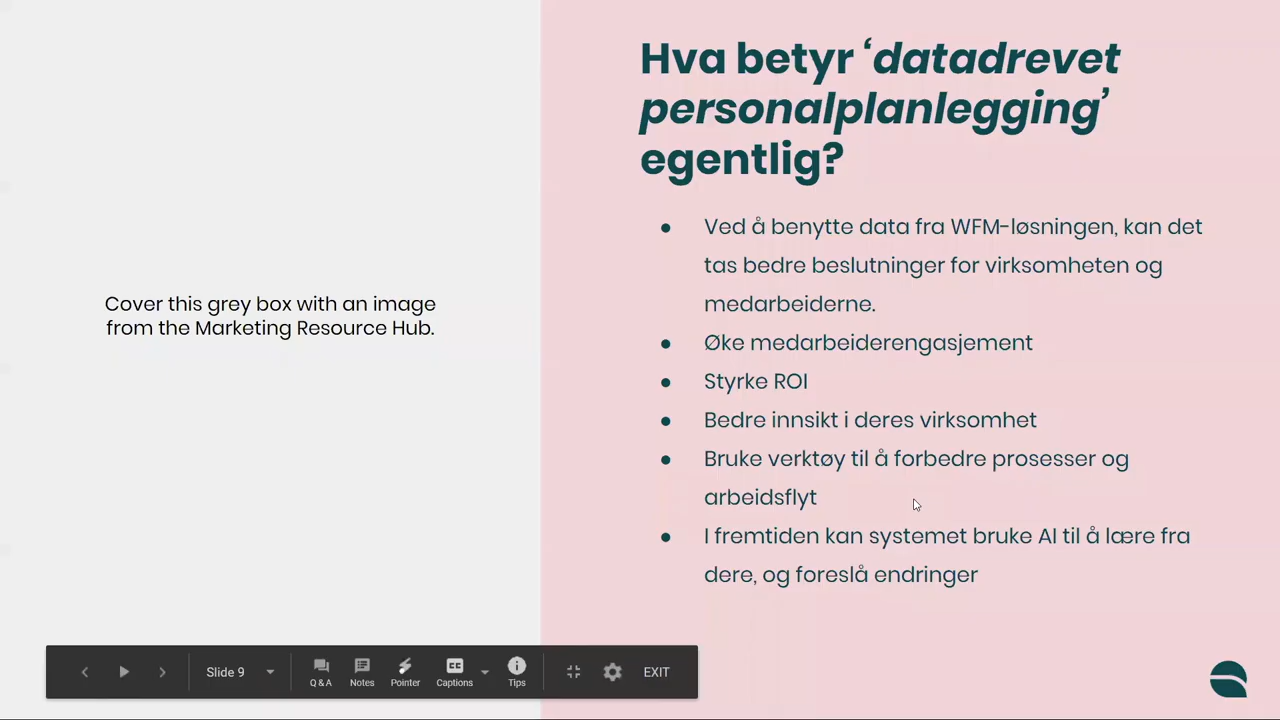 Hva betyr ‘datadrevet
personalplanlegging’
egentlig?
Cover this grey box with an image
from the Marketing Resource Hub.
● Ved å benytte data fra WFM-løsningen, kan det
tas bedre beslutninger for virksomheten og
medarbeiderne.
● Øke medarbeiderengasjement
● Styrke ROI
● Bedre innsikt i deres virksomhet
● Bruke verktøy til å forbedre prosesser og
arbeidsflyt
● I fremtiden kan systemet bruke AI til å lære fra
dere, og foreslå endringer
Slide 9
Q & A
Notes
Pointer
CC
Captions
Tips
EXIT